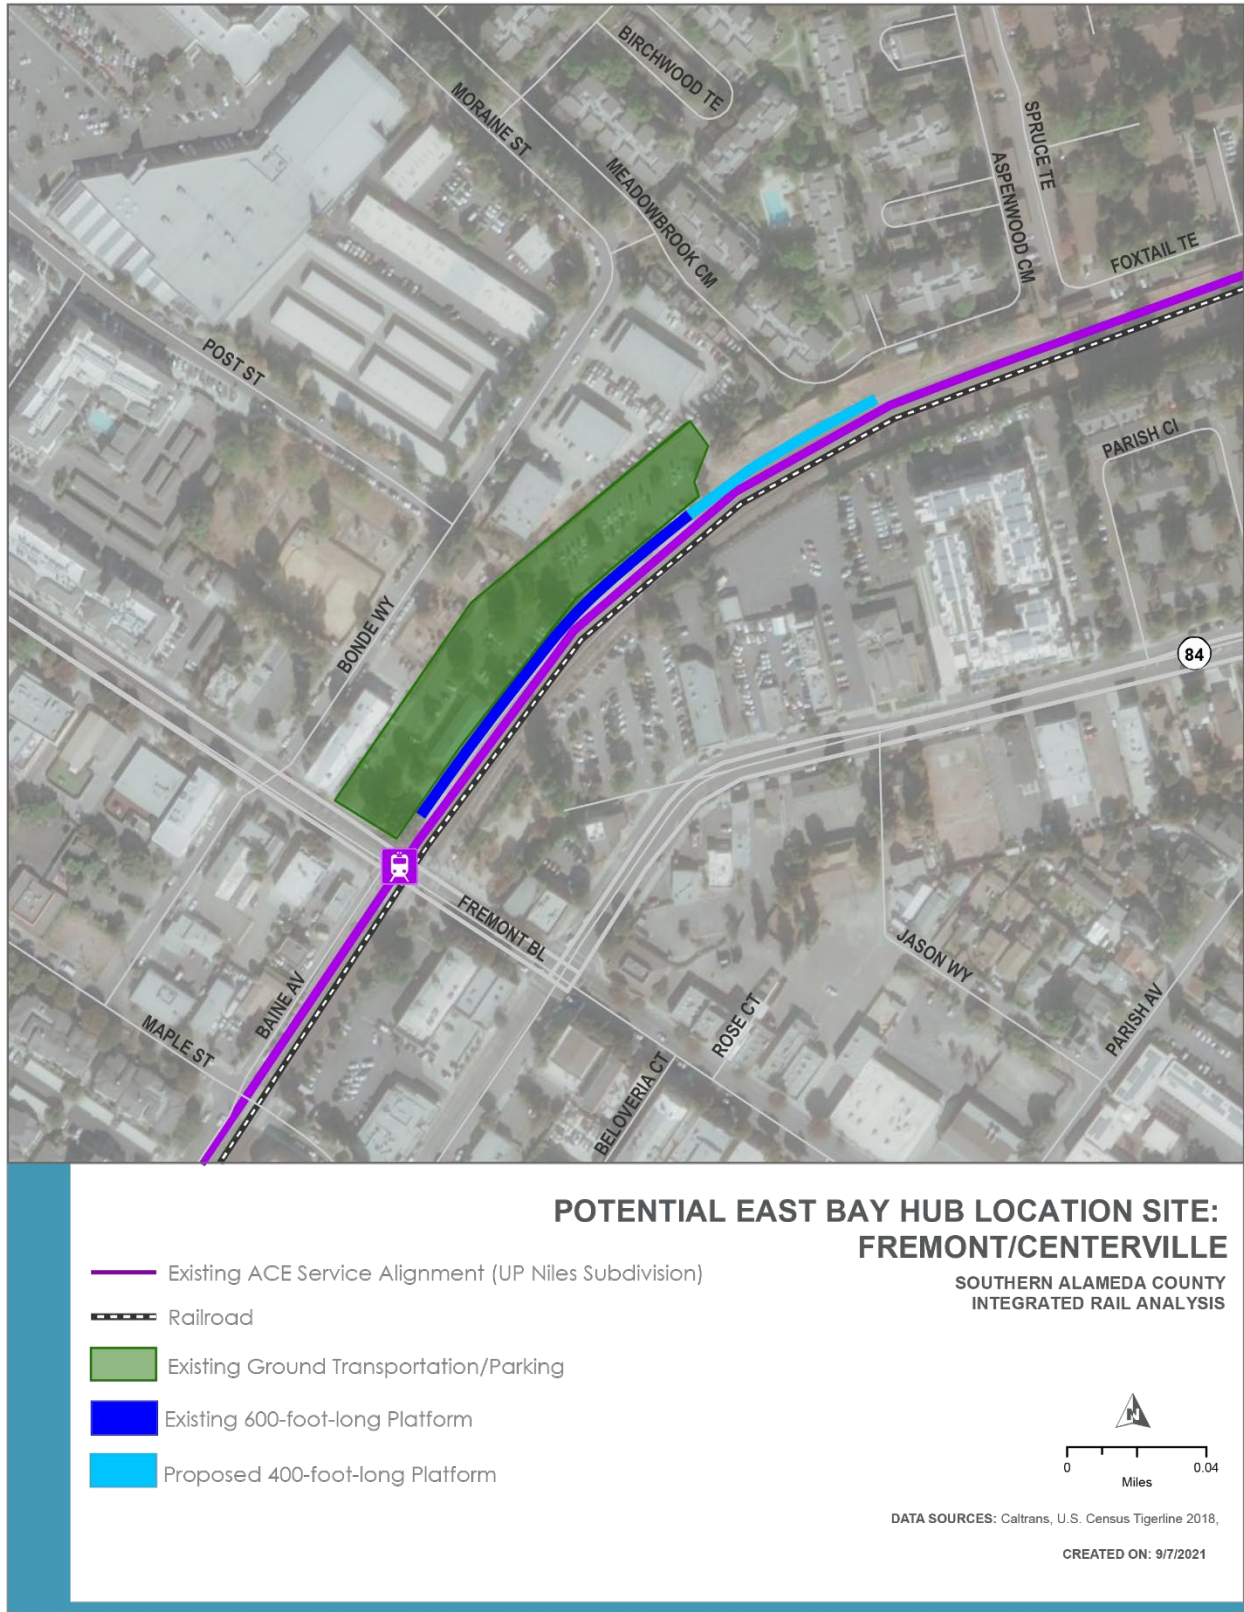 BIRCHWOOD TE
MORAINE ST
SPRUCE TE
MEADOWBROOK CM
ASPENWOOD CM
FOXTAIL TE
POST ST
PARISH CI
BONDE WY
84
FREMONT BL
JASON WY
BAINE AV
MAPLE ST
ROSE CT
PARISH AV
BELOVERIA CT
POTENTIAL EAST BAY HUB LOCATION SITE:
FREMONT/CENTERVILLE
SOUTHERN ALAMEDA COUNTY
INTEGRATED RAIL ANALYSIS
Existing ACE Service Alignment (UP Niles Subdivision)
Railroad
Existing Ground Transportation/Parking
Existing 600-foot-long Platform
Proposed 400-foot-long Platform
N
0 0.04
Miles
DATA SOURCES: Caltrans, U.S. Census Tigerline 2018,
CREATED ON: 9/7/2021